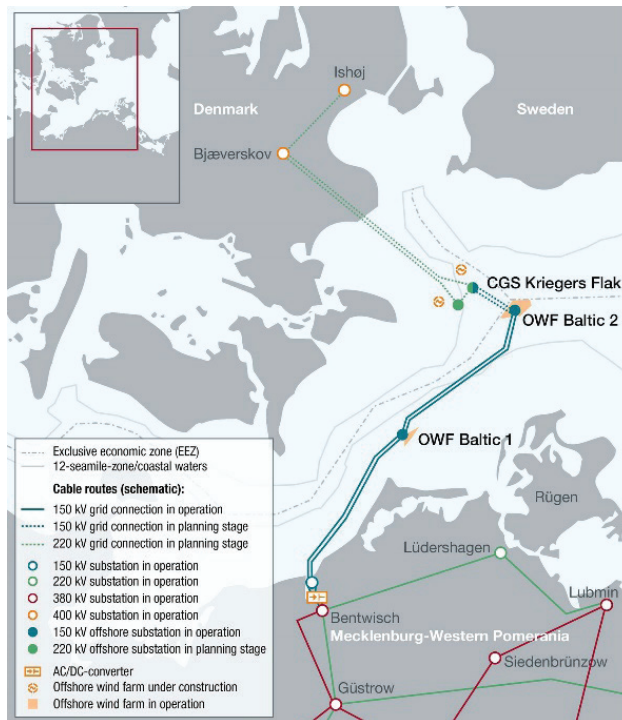 Ishøj
Denmark
Sweden
Bjæverskov
CGS Kriegers Flak
OWF Baltic 2
OWF Baltic 1
Rügen
Lüdershagen
Lubmin
Bentwisch
Mecklenburg-Western Pomerania
Siedenbrünzow
Güstrow
Exclusive economic zone (EEZ)
12-seamile-zone/coastal waters
Cable routes (schematic):
150 kV grid connection in operation
150 kV grid connection in planning stage
220 kV grid connection in planning stage
150 kV substation in operation
220 kV substation in operation
380 kV substation in operation
400 kV substation in operation
150 kV offshore substation in operation
220 kV offshore substation in planning stage
AC/DC-converter
Offshore wind farm under construction
Offshore wind farm in operation